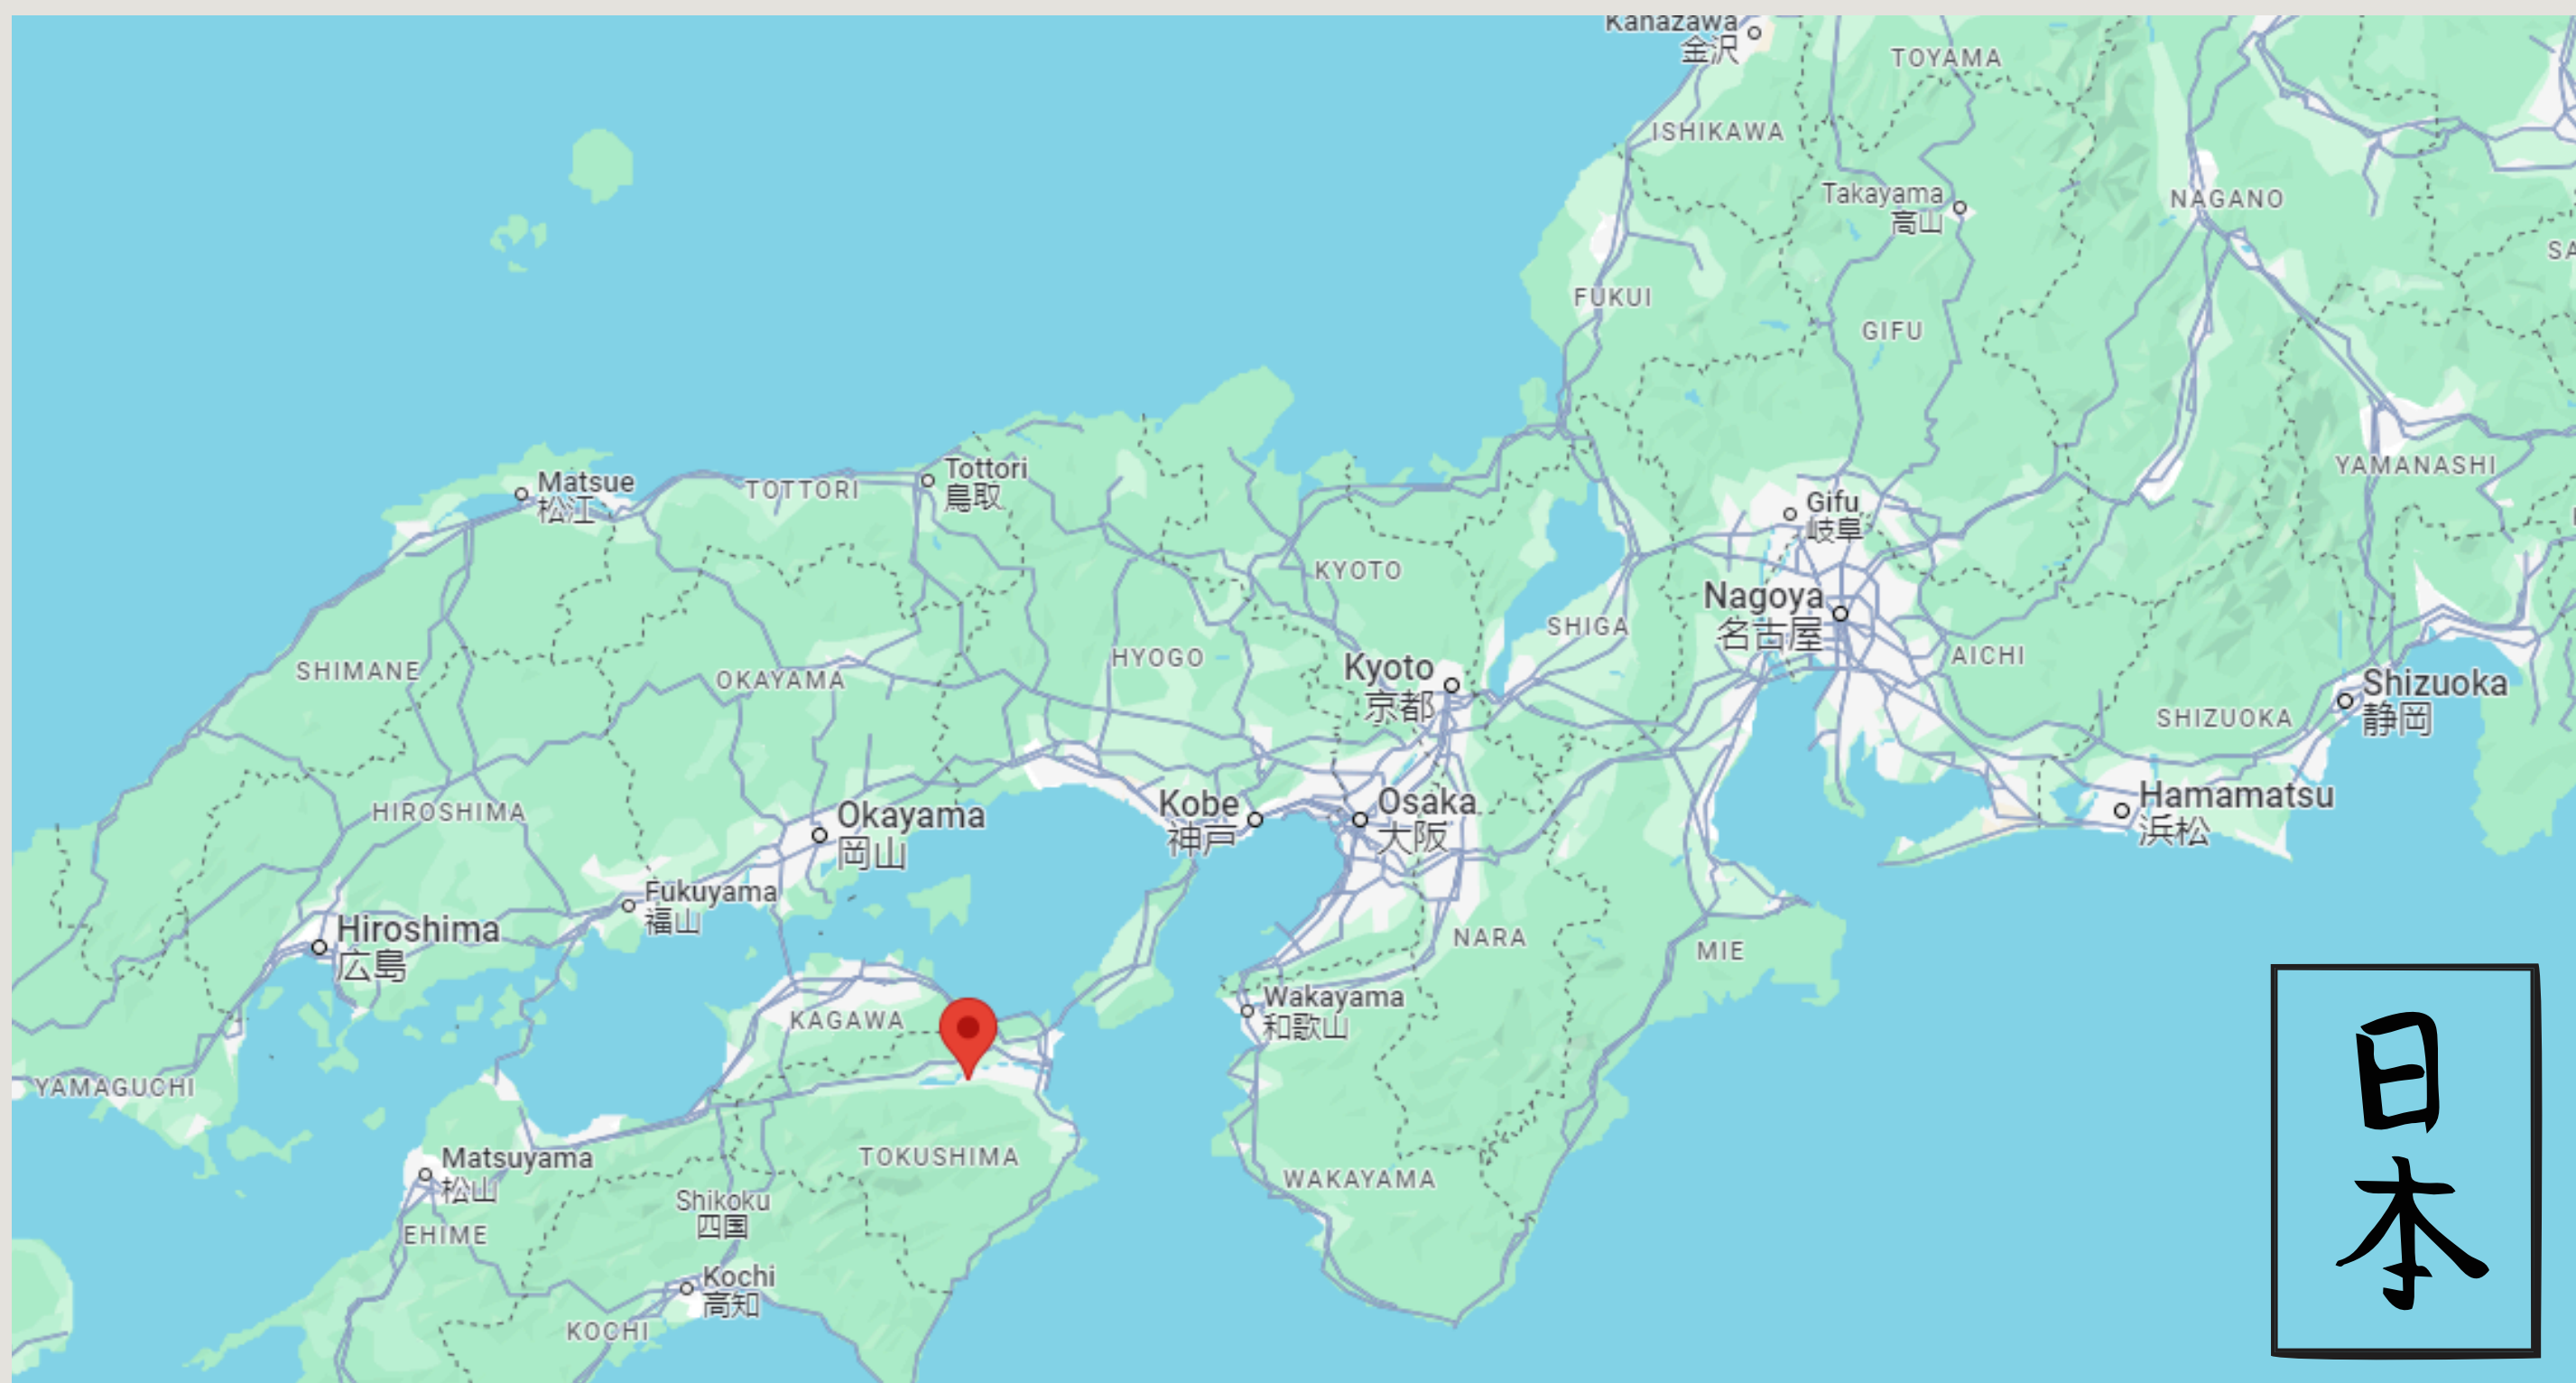 Kanazawa
金沢
TOYAMA
ISHIKAWA
Takayama
高山
NAGANO
FUKUI
GIFU
SA
Matsue
松江
TOTTORI
Tottori
鳥取
Gifu
岐阜
YAMANASHI
KYOTO
Nagoya
名古屋
SHIGA
AICHI
SHIMANE
OKAYAMA
HYOGO
Kyoto
京都
Shizuoka
静岡
SHIZUOKA
HIROSHIMA
Okayama
岡山
Kobe
神戸
Osaka
大阪
Hamamatsu
浜松
Fukuyama
福山
Hiroshima
広島
NARA
MIE
KAGAWA
Wakayama
和歌山
YAMAGUCHI
Matsuyama
松山
TOKUSHIMA
WAKAYAMA
Shikoku
四国
EHIME
Kochi
高知
KOCHI
日
本